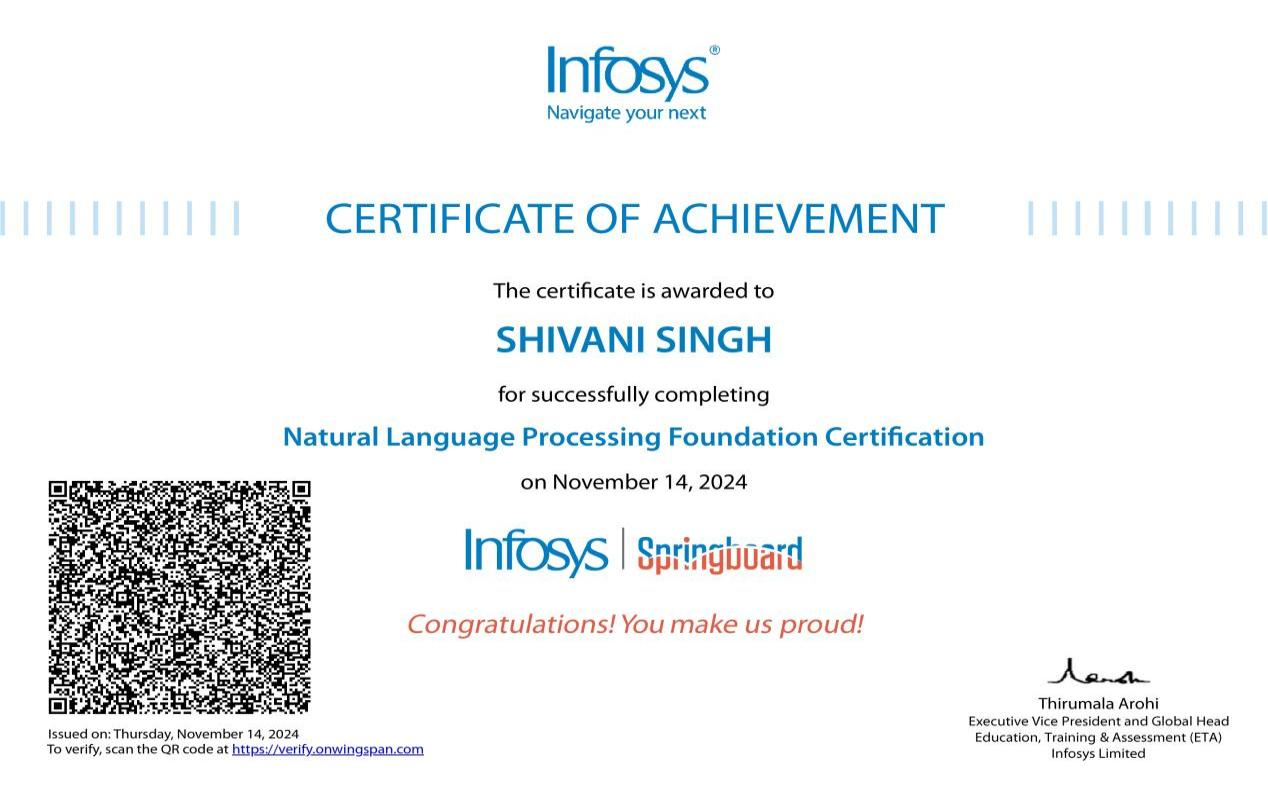 Infosys®
Navigate your next
CERTIFICATE OF ACHIEVEMENT
The certificate is awarded to
SHIVANI SINGH
for successfully completing
Natural Language Processing Foundation Certification
on November 14, 2024
Infosys | Springboard
Congratulations! You make us proud!
Issued on: Thursday, November 14, 2024
To verify, scan the QR code at https://verify.onwingspan.com
Thirumala Arohi
Executive Vice President and Global Head
Education, Training & Assessment (ETA)
Infosys Limited